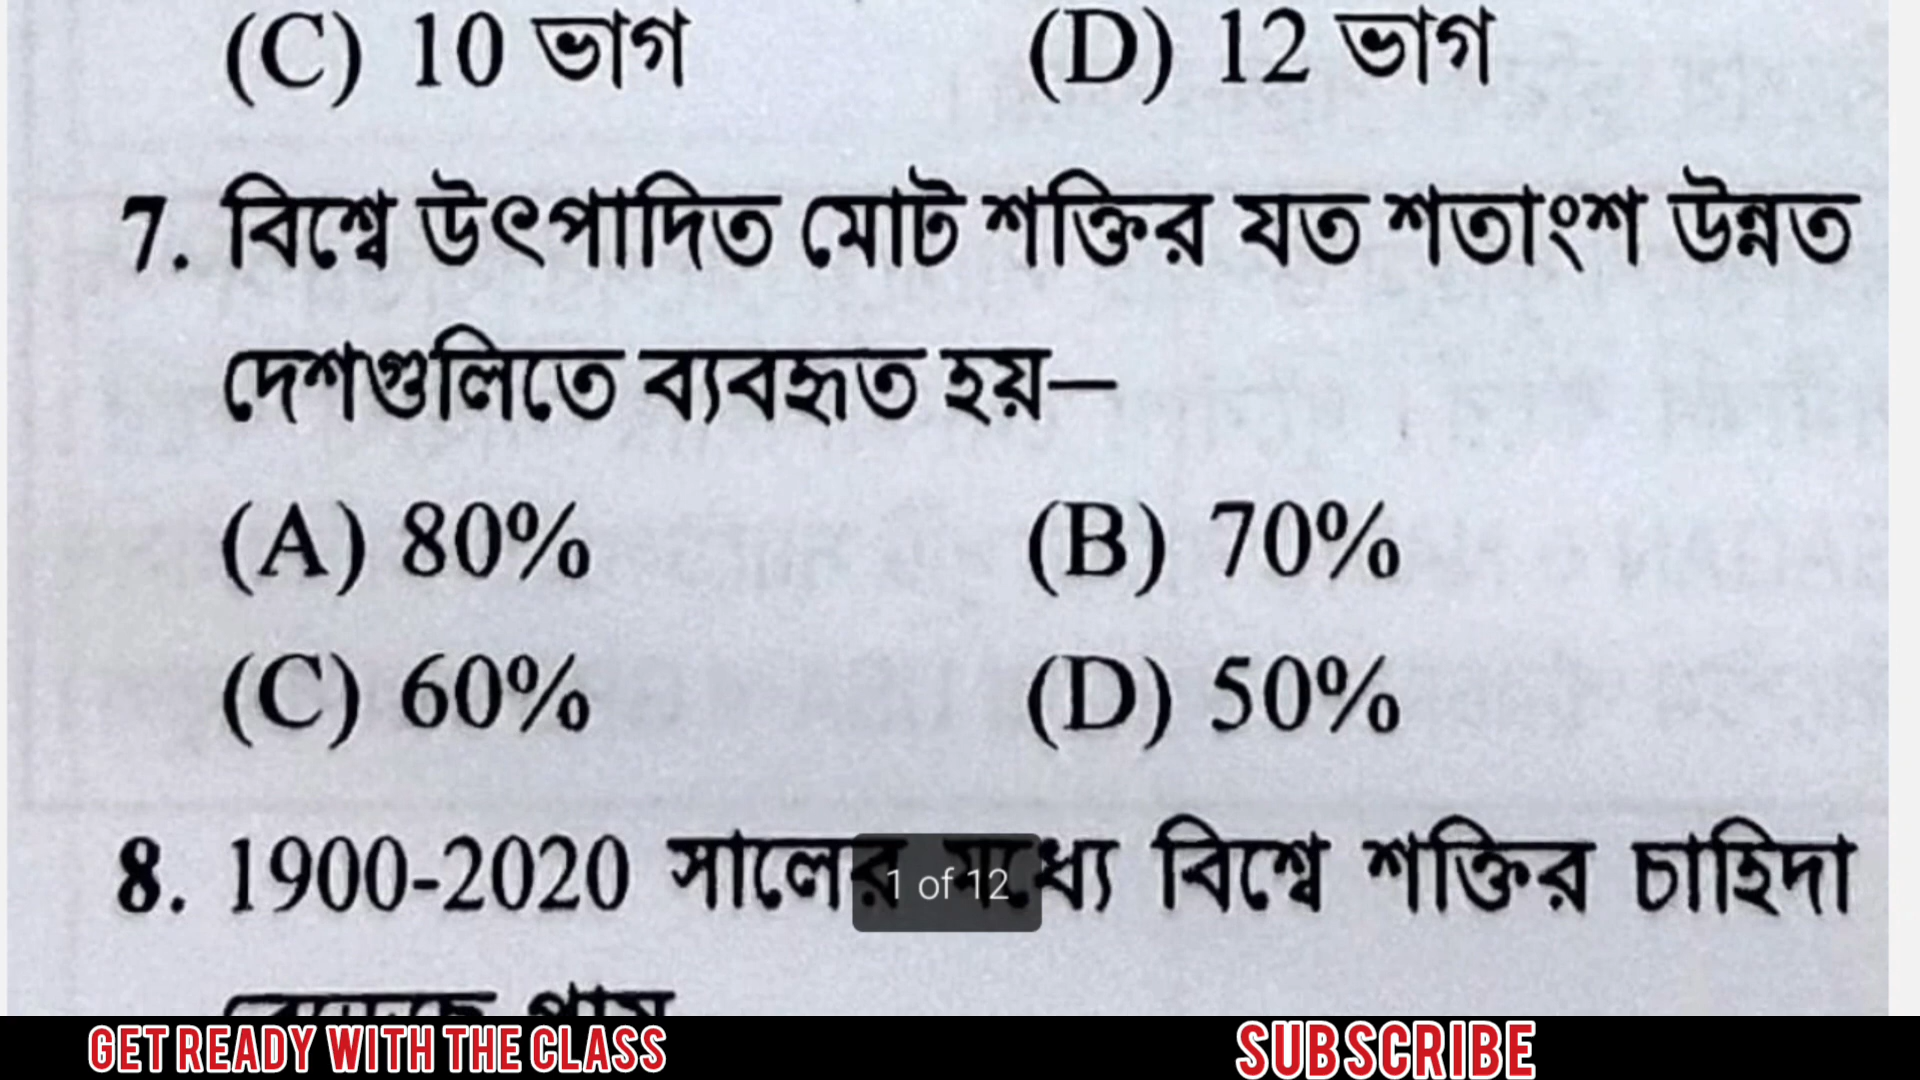 (C) 10 ভাগ (D) 12 ভাগ
7. বিশ্বে উৎপাদিত মোট শক্তির যত শতাংশ উন্নত
দেশগুলিতে ব্যবহৃত হয়—
(A) 80% (B) 70%
(C) 60% (D) 50%
8. 1900-2020 সালের মধ্যে বিশ্বে শক্তির চাহিদা
1 of 12
GET READY WITH THE CLASS SUBSCRIBE